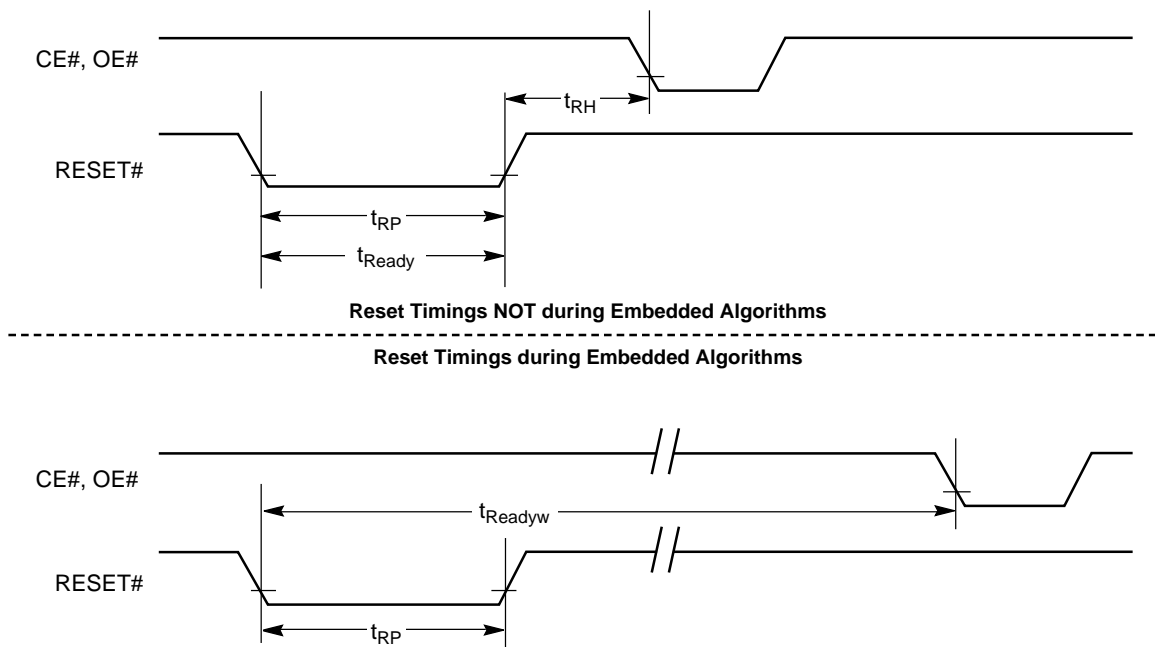 CE#, OE#
tRH
RESET#
tRP
tReady
Reset Timings NOT during Embedded Algorithms
Reset Timings during Embedded Algorithms
CE#, OE#
tReadyw
RESET#
tRP